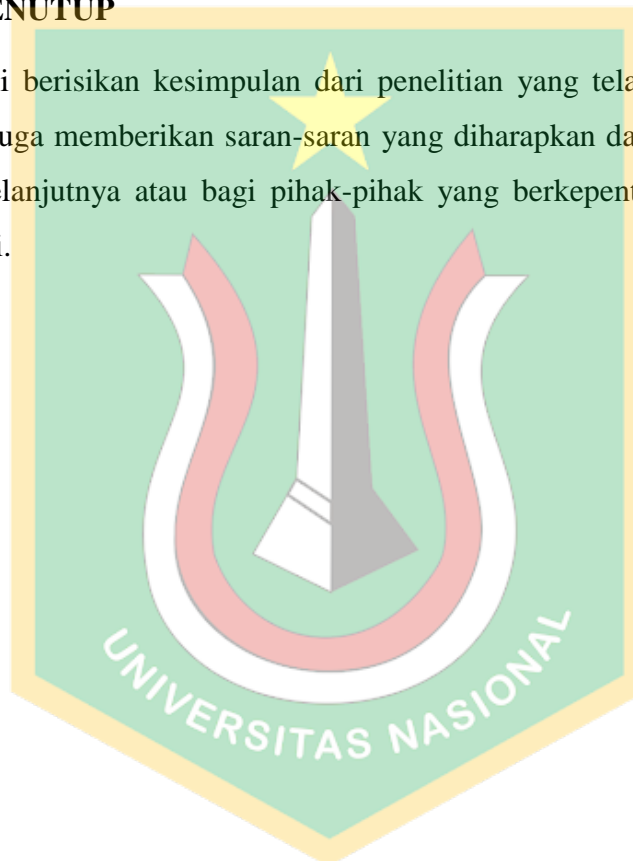 ENUTUP
i berisikan kesimpulan dari penelitian yang tela
uga memberikan saran-saran yang diharapkan da
elanjutnya atau bagi pihak-pihak yang berkepent
i.
UNIVERSITAS NASIONAL